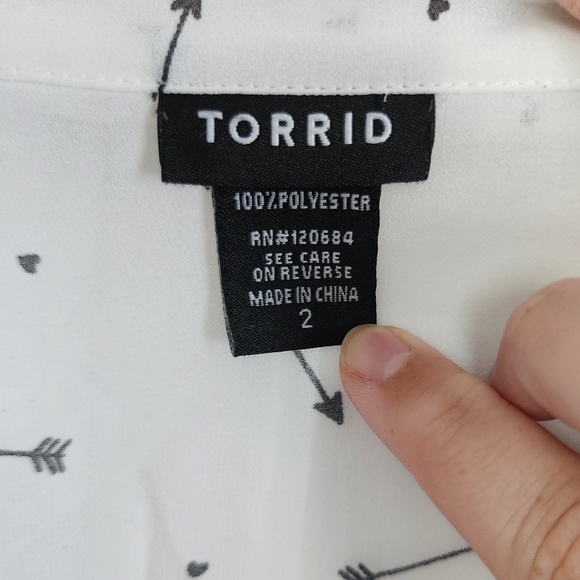 TORRID
100%POLYESTER
RN#120684
SEE CARE
ON REVERSE
MADE IN CHINA
2